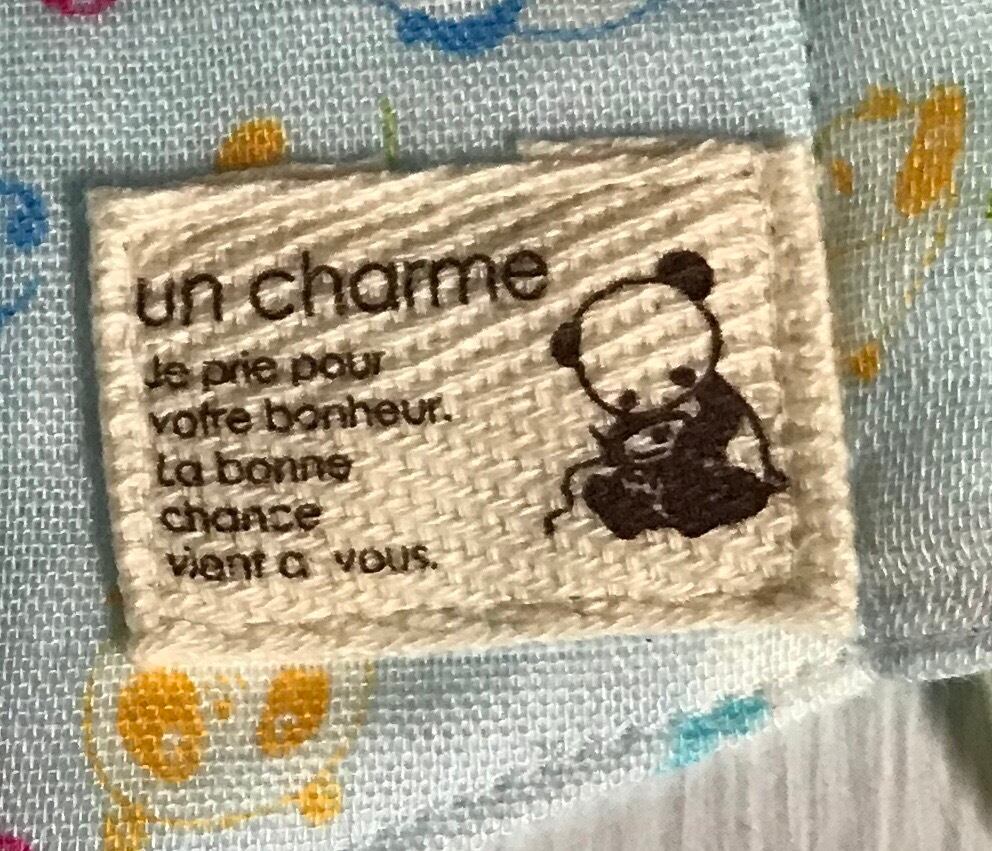 un charme
Je prie pour
votre bonheur.
La bonne
chance
vient a vous.